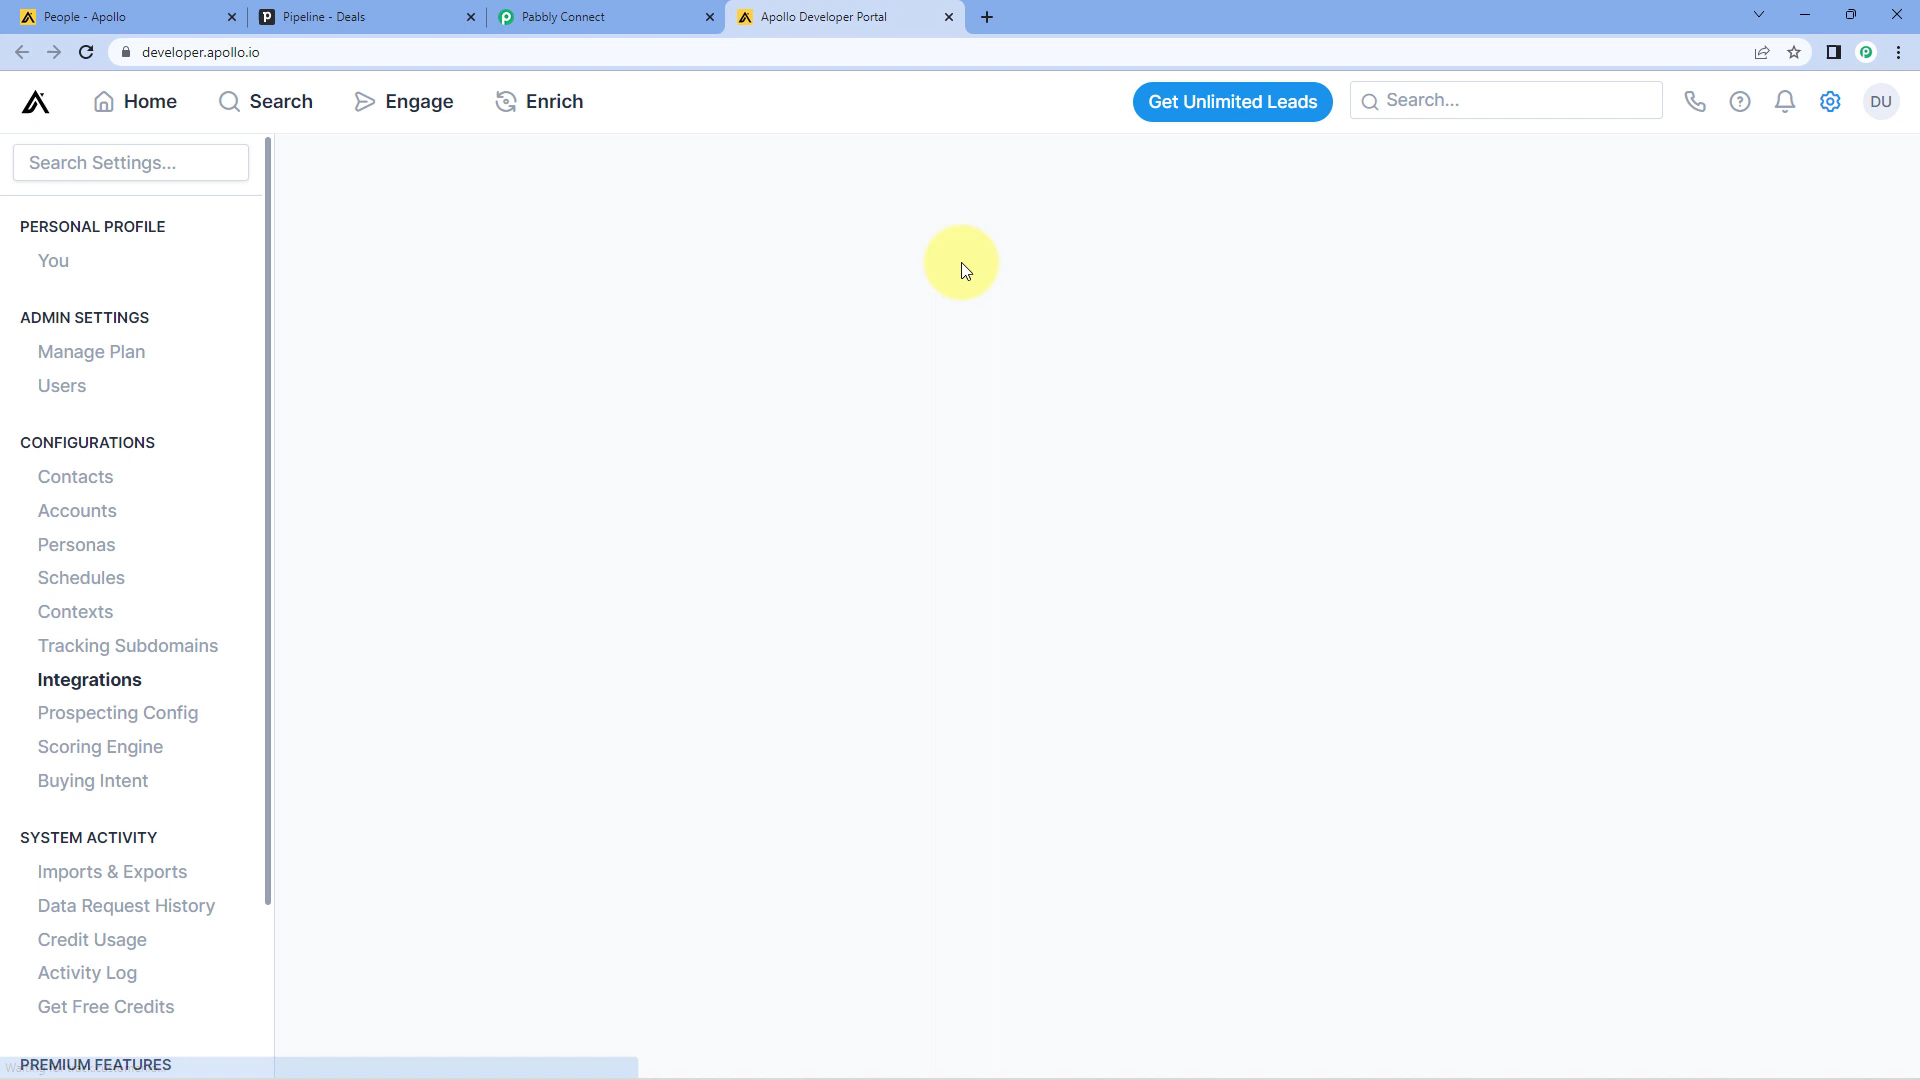 People - Apollo
Pipeline - Deals
Pabbly Connect
Apollo Developer Portal
developer.apollo.io
Home
Search
Engage
Enrich
Get Unlimited Leads
Search...
DU
Search Settings...
PERSONAL PROFILE
You
ADMIN SETTINGS
Manage Plan
Users
CONFIGURATIONS
Contacts
Accounts
Personas
Schedules
Contexts
Tracking Subdomains
Integrations
Prospecting Config
Scoring Engine
Buying Intent
SYSTEM ACTIVITY
Imports & Exports
Data Request History
Credit Usage
Activity Log
Get Free Credits
PREMIUM FEATURES